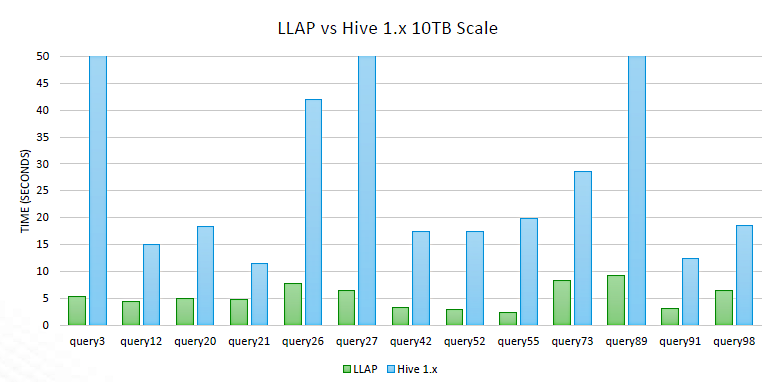 LLAP vs Hive 1.x 10TB Scale
TIME (SECONDS)
50
45
40
35
30
25
20
15
10
5
0
query3 query12 query20 query21 query26 query27 query42 query52 query55 query73 query89 query91 query98
LLAP Hive 1.x